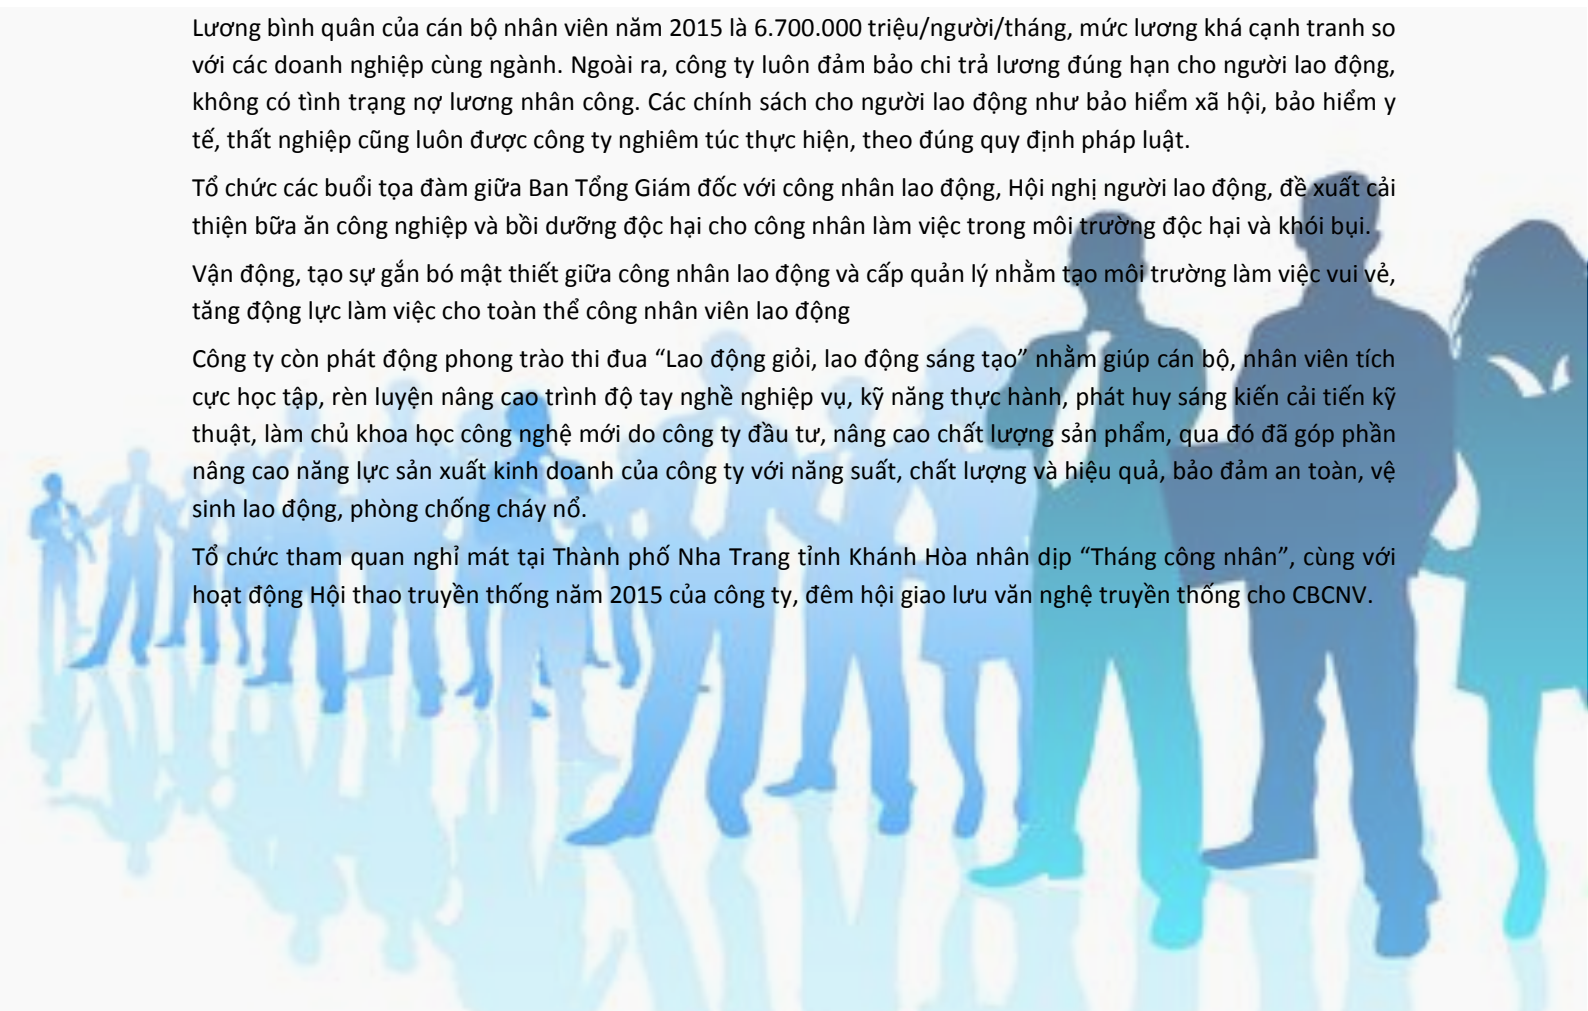 Lương bình quân của cán bộ nhân viên năm 2015 là 6.700.000 triệu/người/tháng, mức lương khá cạnh tranh so
với các doanh nghiệp cùng ngành. Ngoài ra, công ty luôn đảm bảo chi trả lương đúng hạn cho người lao động,
không có tình trạng nợ lương nhân công. Các chính sách cho người lao động như bảo hiểm xã hội, bảo hiểm y
tế, thất nghiệp cũng luôn được công ty nghiêm túc thực hiện, theo đúng quy định pháp luật.
Tổ chức các buổi tọa đàm giữa Ban Tổng Giám đốc với công nhân lao động, Hội nghị người lao động, đề xuất cải
thiện bữa ăn công nghiệp và bồi dưỡng độc hại cho công nhân làm việc trong môi trường độc hại và khói bụi.
Vận động, tạo sự gắn bó mật thiết giữa công nhân lao động và cấp quản lý nhằm tạo môi trường làm việc vui vẻ,
tăng động lực làm việc cho toàn thể công nhân viên lao động
Công ty còn phát động phong trào thi đua “Lao động giỏi, lao động sáng tạo” nhằm giúp cán bộ, nhân viên tích
cực học tập, rèn luyện nâng cao trình độ tay nghề nghiệp vụ, kỹ năng thực hành, phát huy sáng kiến cải tiến kỹ
thuật, làm chủ khoa học công nghệ mới do công ty đầu tư, nâng cao chất lượng sản phẩm, qua đó đã góp phần
nâng cao năng lực sản xuất kinh doanh của công ty với năng suất, chất lượng và hiệu quả, bảo đảm an toàn, vệ
sinh lao động, phòng chống cháy nổ.
Tổ chức tham quan nghỉ mát tại Thành phố Nha Trang tỉnh Khánh Hòa nhân dịp “Tháng công nhân”, cùng với
hoạt động Hội thao truyền thống năm 2015 của công ty, đêm hội giao lưu văn nghệ truyền thống cho CBCNV.